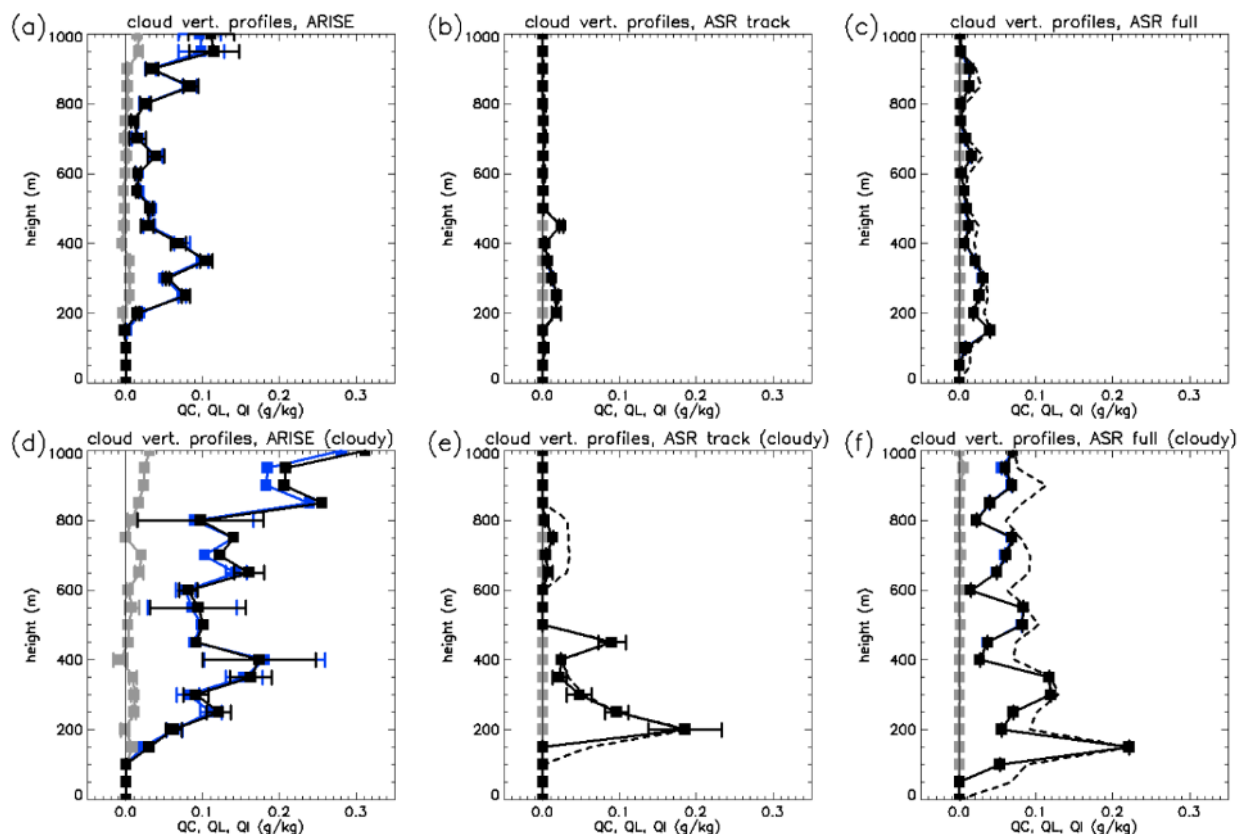 (a) cloud vert. profiles, ARISE
1000
800
600
400
200
0
height (m)
0.0 0.1 0.2 0.3
QC, QL, QI (g/kg)
(b) cloud vert. profiles, ASR track
1000
800
600
400
200
0
height (m)
0.0 0.1 0.2 0.3
QC, QL, QI (g/kg)
(c) cloud vert. profiles, ASR full
1000
800
600
400
200
0
height (m)
0.0 0.1 0.2 0.3
QC, QL, QI (g/kg)
(d) cloud vert. profiles, ARISE (cloudy)
1000
800
600
400
200
0
height (m)
0.0 0.1 0.2 0.3
QC, QL, QI (g/kg)
(e) cloud vert. profiles, ASR track (cloudy)
1000
800
600
400
200
0
height (m)
0.0 0.1 0.2 0.3
QC, QL, QI (g/kg)
(f) cloud vert. profiles, ASR full (cloudy)
1000
800
600
400
200
0
height (m)
0.0 0.1 0.2 0.3
QC, QL, QI (g/kg)